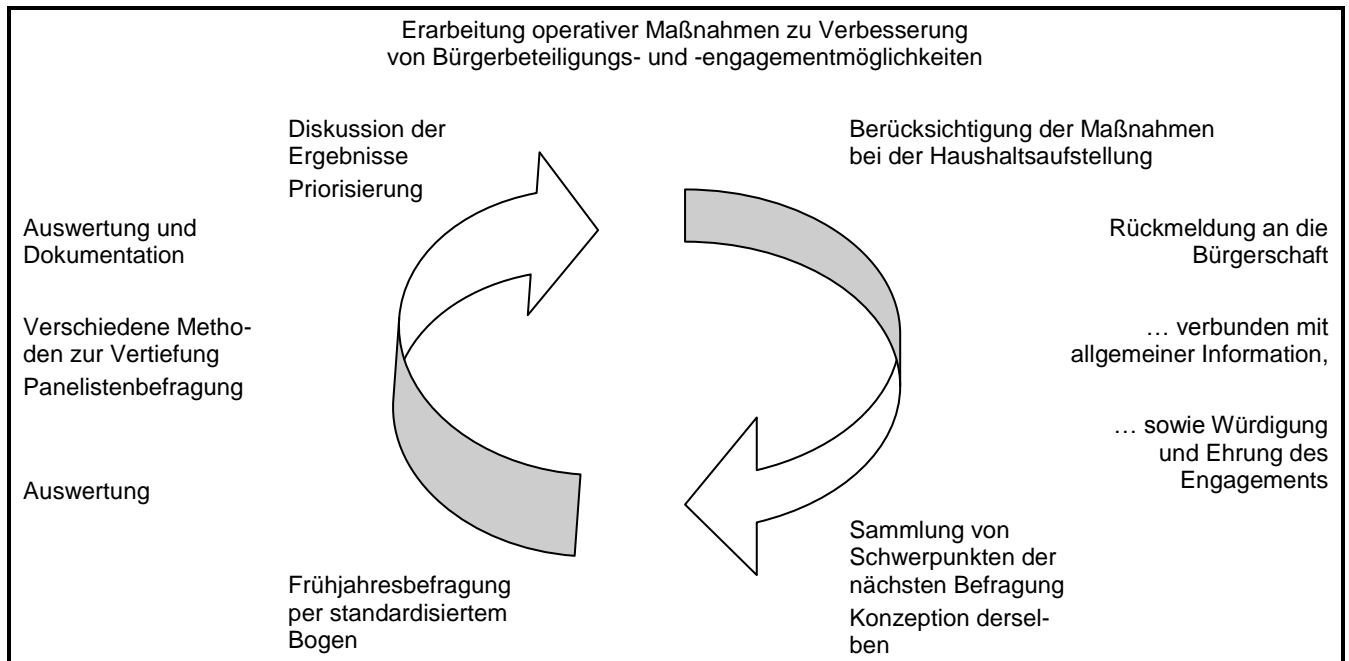 Erarbeitung operativer Maßnahmen zu Verbesserung
von Bürgerbeteiligungs- und -engagementmöglichkeiten
Diskussion der
Ergebnisse
Priorisierung
Berücksichtigung der Maßnahmen
bei der Haushaltsaufstellung
Auswertung und
Dokumentation
Rückmeldung an die
Bürgerschaft
Verschiedene Metho-
den zur Vertiefung
Panelistenbefragung
… verbunden mit
allgemeiner Information,
… sowie Würdigung
und Ehrung des
Engagements
Auswertung
Frühjahresbefragung
per standardisiertem
Bogen
Sammlung von
Schwerpunkten der
nächsten Befragung
Konzeption dersel-
ben